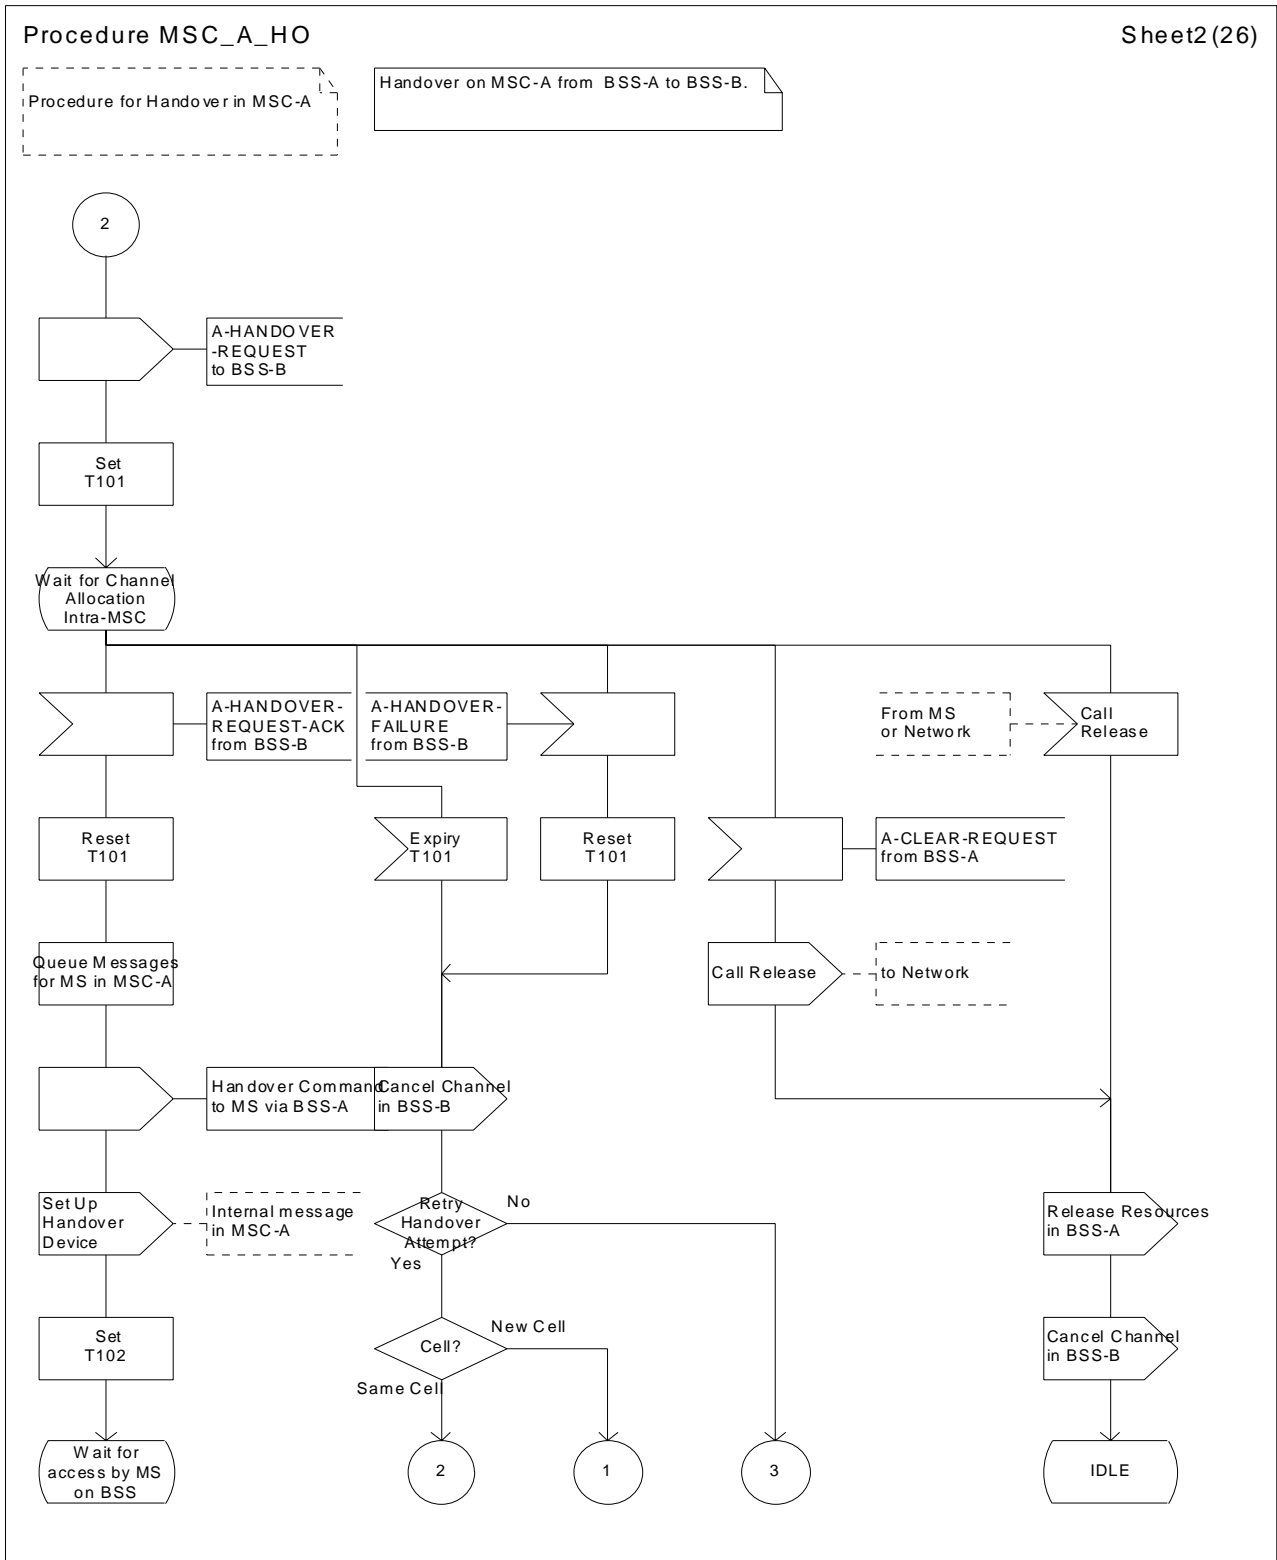 Procedure MSC_A_HO
Sheet2(26)
Procedure for Handover in MSC-A
Handover on MSC-A from BSS-A to BSS-B.
2
A-HANDOVER
-REQUEST
to BSS-B
Set
T101
Wait for Channel
Allocation
Intra-MSC
A-HANDOVER-
REQUEST-ACK
from BSS-B
A-HANDOVER-
FAILURE
from BSS-B
From MS
or Network
Call
Release
Reset
T101
Expiry
T101
Reset
T101
A-CLEAR-REQUEST
from BSS-A
Queue Messages
for MS in MSC-A
Call Release
to Network
Handover Command
to MS via BSS-A
Cancel Channel
in BSS-B
Set Up
Handover
Device
Internal message
in MSC-A
Retry
Handover
Attempt?
No
Yes
Release Resources
in BSS-A
Set
T102
Cell?
New Cell
Same Cell
Cancel Channel
in BSS-B
Wait for
access by MS
on BSS
2
1
3
IDLE